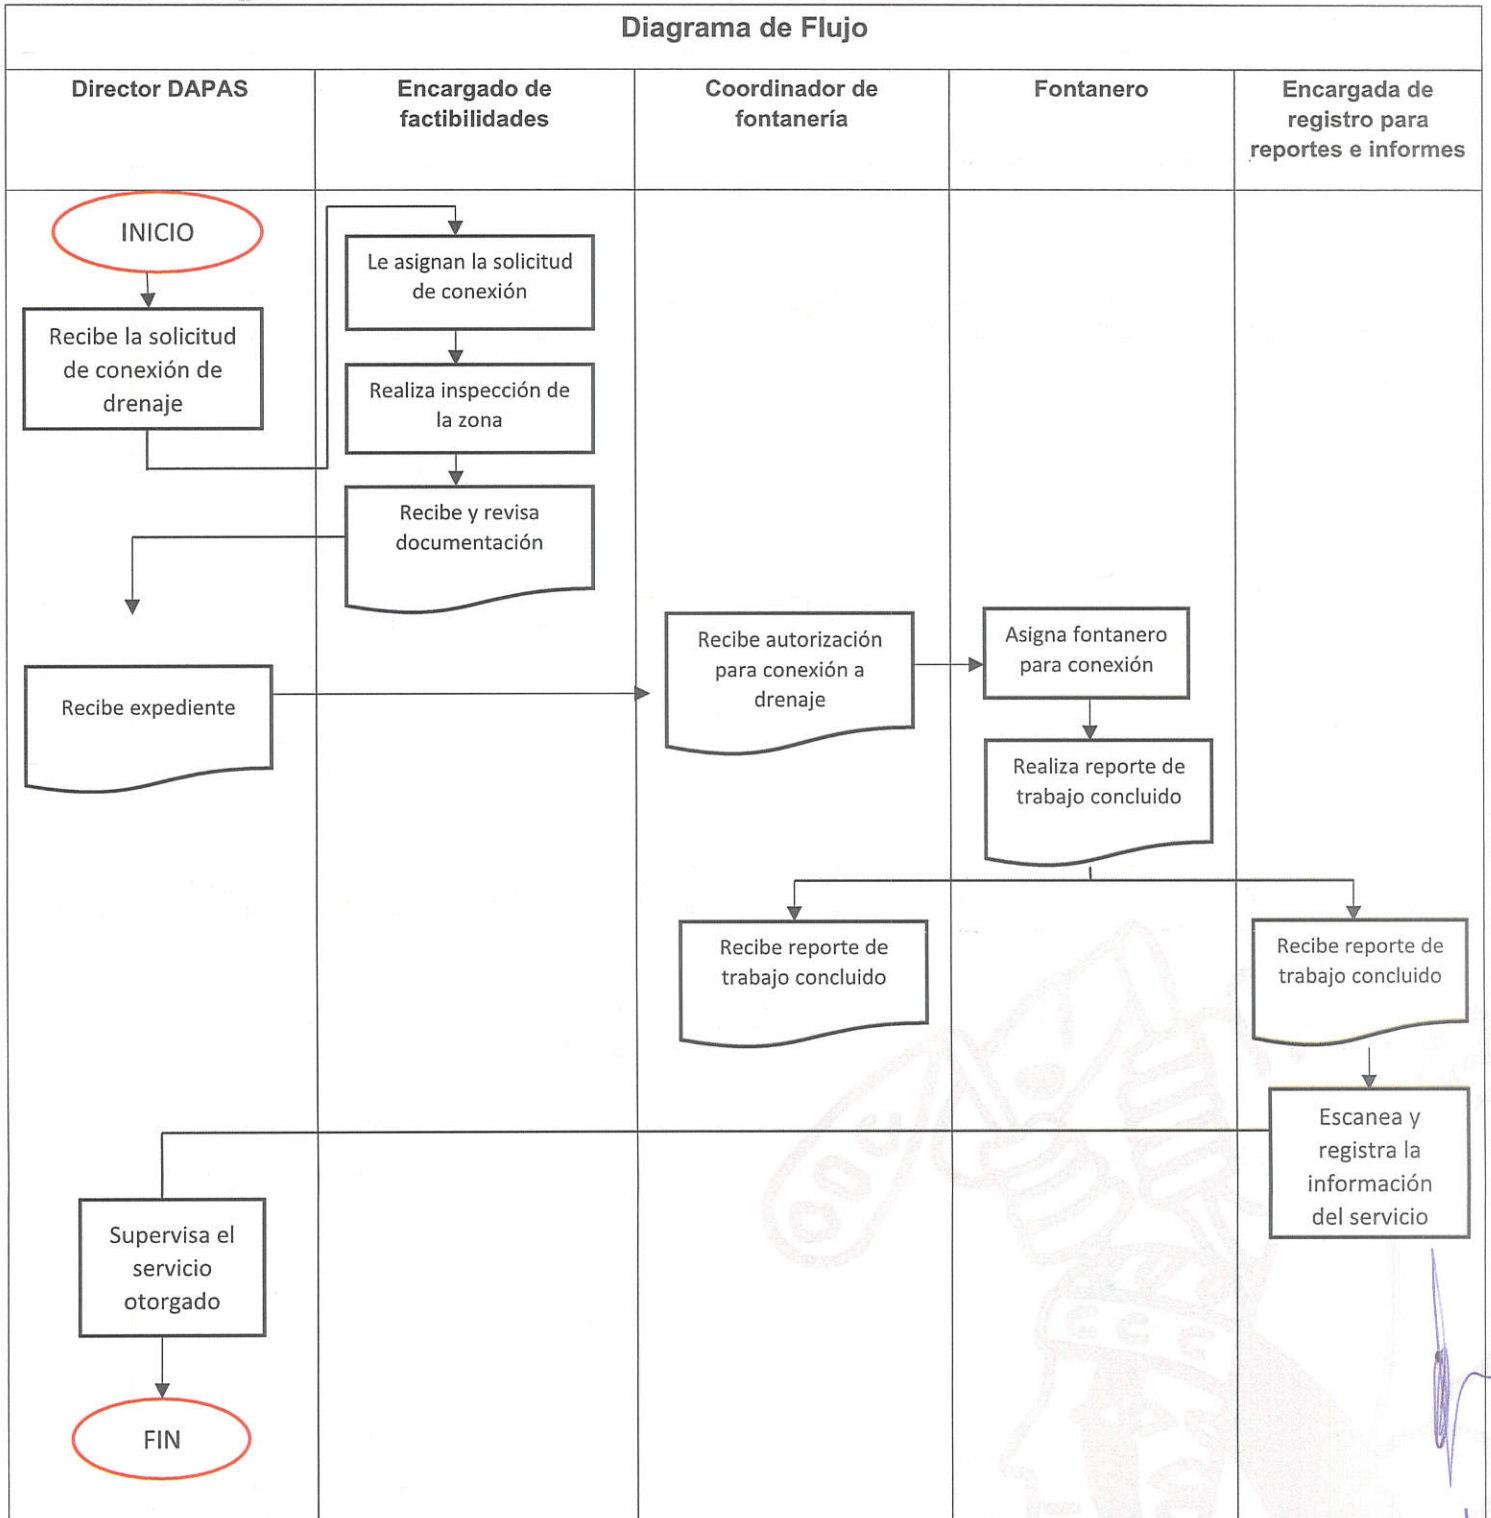 Diagrama de Flujo
Director DAPAS
Encargado de
factibilidades
Coordinador de
fontanería
Fontanero
Encargada de
registro para
reportes e informes
INICIO
Recibe la solicitud
de conexión de
drenaje
Le asignan la solicitud
de conexión
Realiza inspección de
la zona
Recibe y revisa
documentación
Recibe expediente
Recibe autorización
para conexión a
drenaje
Asigna fontanero
para conexión
Realiza reporte de
trabajo concluido
Recibe reporte de
trabajo concluido
Recibe reporte de
trabajo concluido
Escanea y
registra la
información
del servicio
Supervisa el
servicio
otorgado
FIN